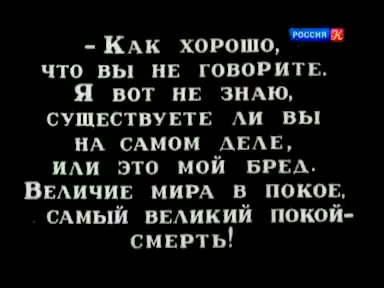 РОССИЯ К
- Как хорошо,
что вы не говорите.
Я вот не знаю,
существуете ли вы
на самом деле,
или это мой бред.
Величие мира в покое,
самый великий покой-
смерть!